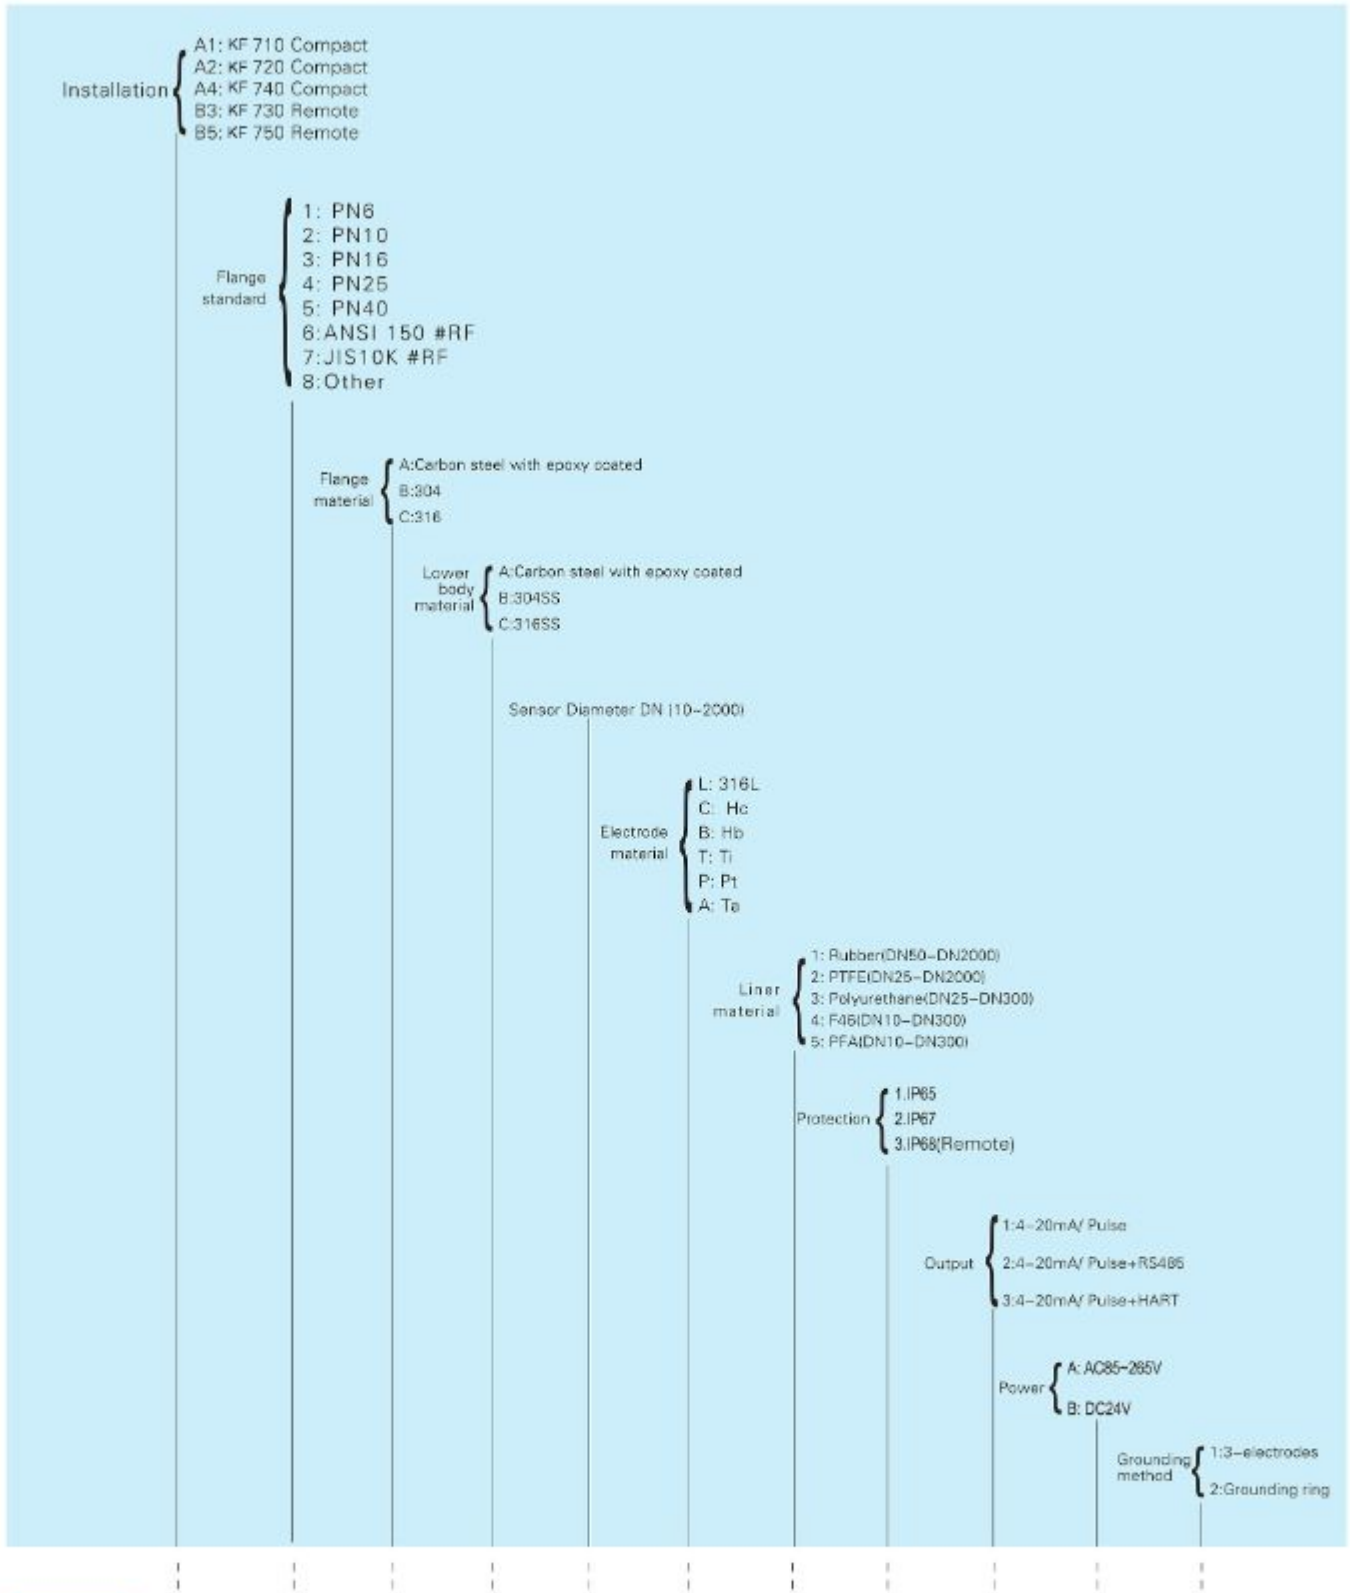 Installation
A1: KF 710 Compact
A2: KF 720 Compact
A4: KF 740 Compact
B3: KF 730 Remote
B5: KF 750 Remote
Flange
standard
1: PN6
2: PN10
3: PN16
4: PN25
5: PN40
6:ANSI 150 #RF
7:JIS10K #RF
8:Other
Flange
material
A:Carbon steel with epoxy coated
B:304
C:316
Lower
body
material
A:Carbon steel with epoxy coated
B:304SS
C:316SS
Sensor Diameter DN (10-2000)
Electrode
material
L: 316L
C: Hc
B: Hb
T: Ti
P: Pt
A: Ta
Liner
material
1: Rubber(DN50-DN2000)
2: PTFE(DN25-DN2000)
3: Polyurethane(DN25-DN300)
4: F46(DN10-DN300)
5: PFA(DN10-DN300)
Protection
1.IP65
2.IP67
3.IP68(Remote)
Output
1:4-20mA/ Pulse
2:4-20mA/ Pulse+RS485
3:4-20mA/ Pulse+HART
Power
A: AC85-265V
B: DC24V
Grounding
method
1:3-electrodes
2:Grounding ring